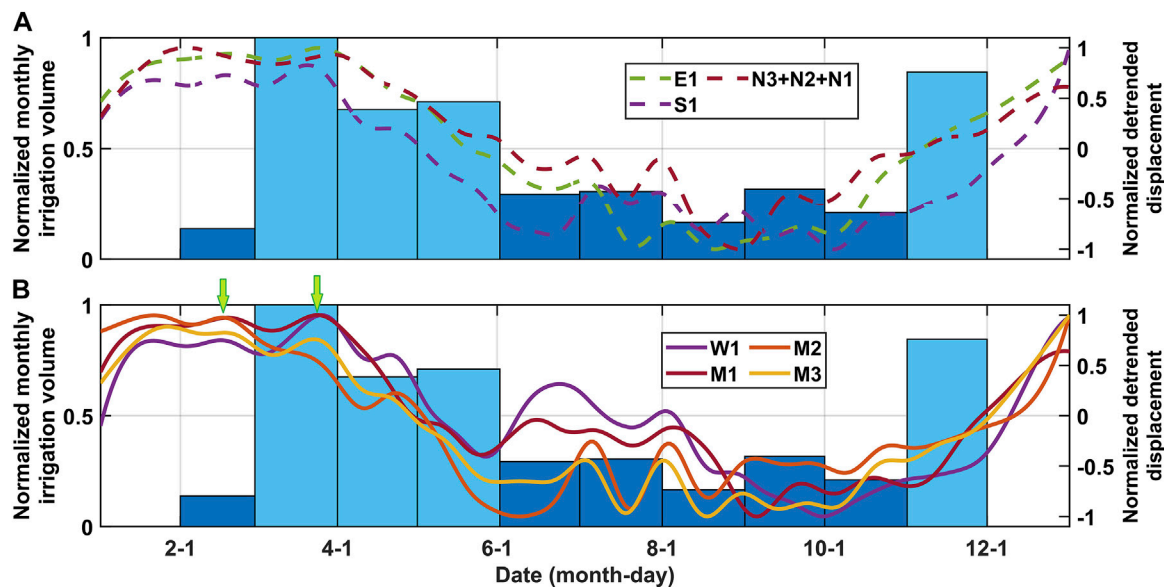 A
Normalized monthly
irrigation volume
1
0.5
0
E1
N3+N2+N1
S1
1
0.5
0
-0.5
-1
Normalized detrended
displacement
B
Normalized monthly
irrigation volume
1
0.5
0
W1
M2
M1
M3
1
0.5
0
-0.5
-1
Normalized detrended
displacement
2-1
4-1
6-1
8-1
10-1
12-1
Date (month-day)